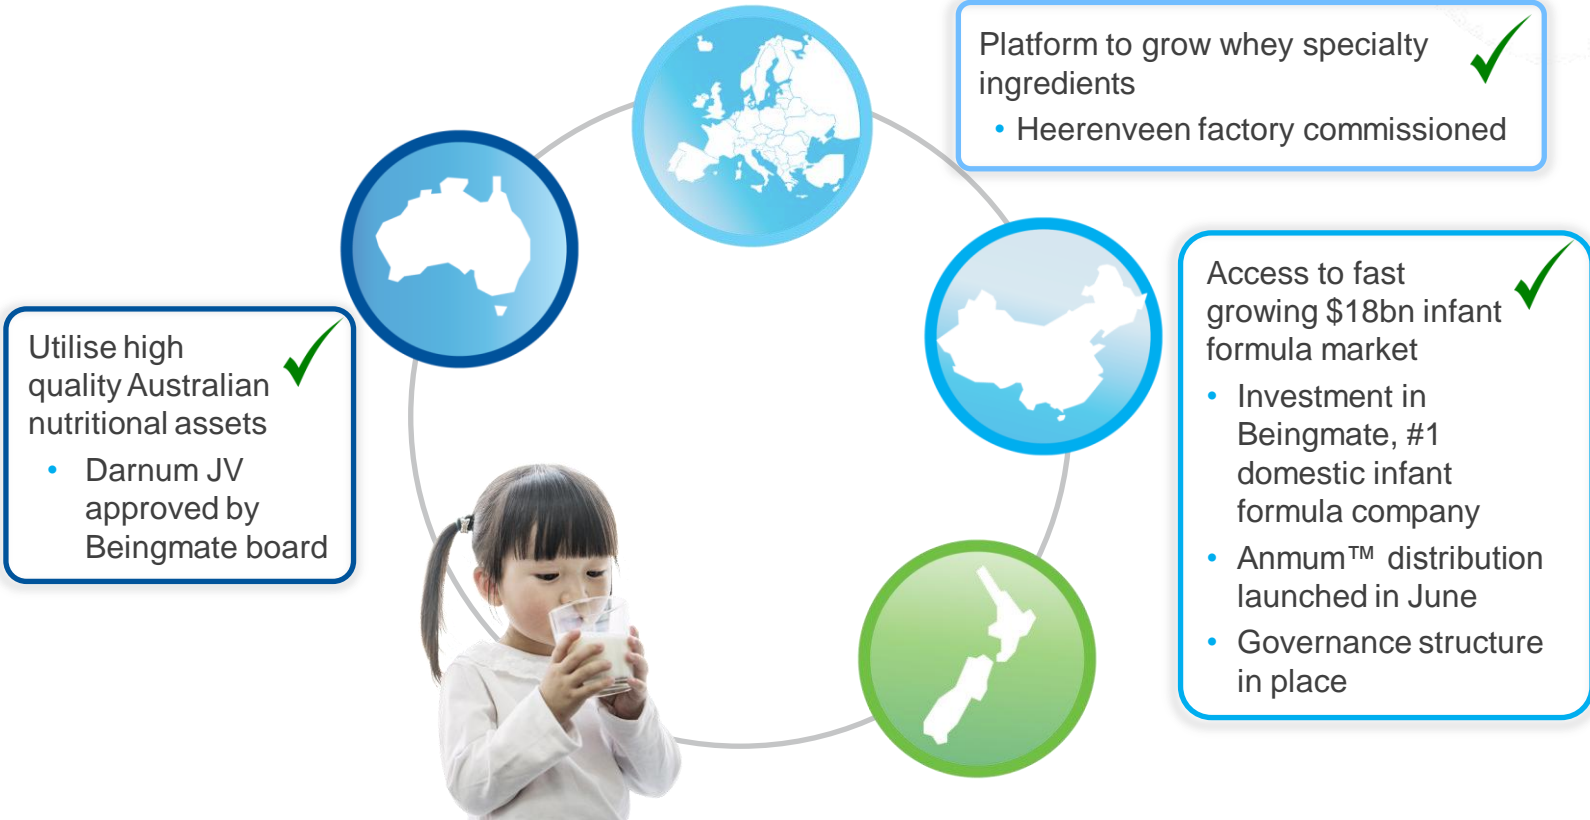 Platform to grow whey specialty
ingredients
• Heerenveen factory commissioned
Access to fast
growing $18bn infant
formula market
• Investment in
Beingmate, #1
domestic infant
formula company
• Anmum™ distribution
launched in June
• Governance structure
in place
Utilise high
quality Australian
nutritional assets
• Darnum JV
approved by
Beingmate board